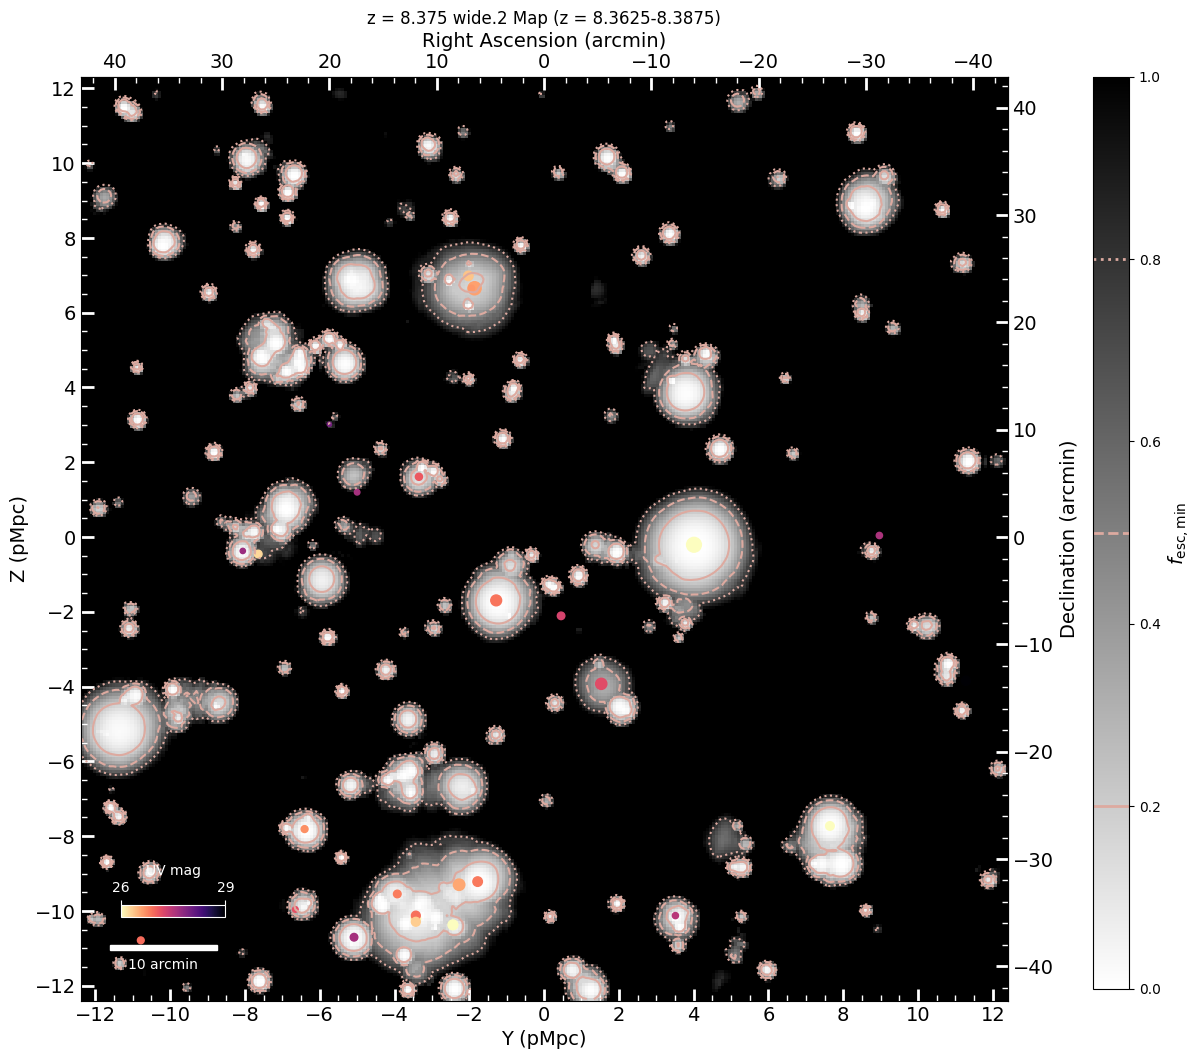 z = 8.375 wide.2 Map (z = 8.3625-8.3875)
Right Ascension (arcmin)
40 30 20 10 0 −10 −20 −30 −40
12 10 8 6 4 2 0 −2 −4 −6 −8 −10 −12
Z (pMpc)
40 30 20 10 0 −10 −20 −30 −40
Declination (arcmin)
1.0 0.8 0.6 0.4 0.2 0.0
fesc, min
UV mag
26 29
10 arcmin
−12 −10 −8 −6 −4 −2 0 2 4 6 8 10 12
Y (pMpc)